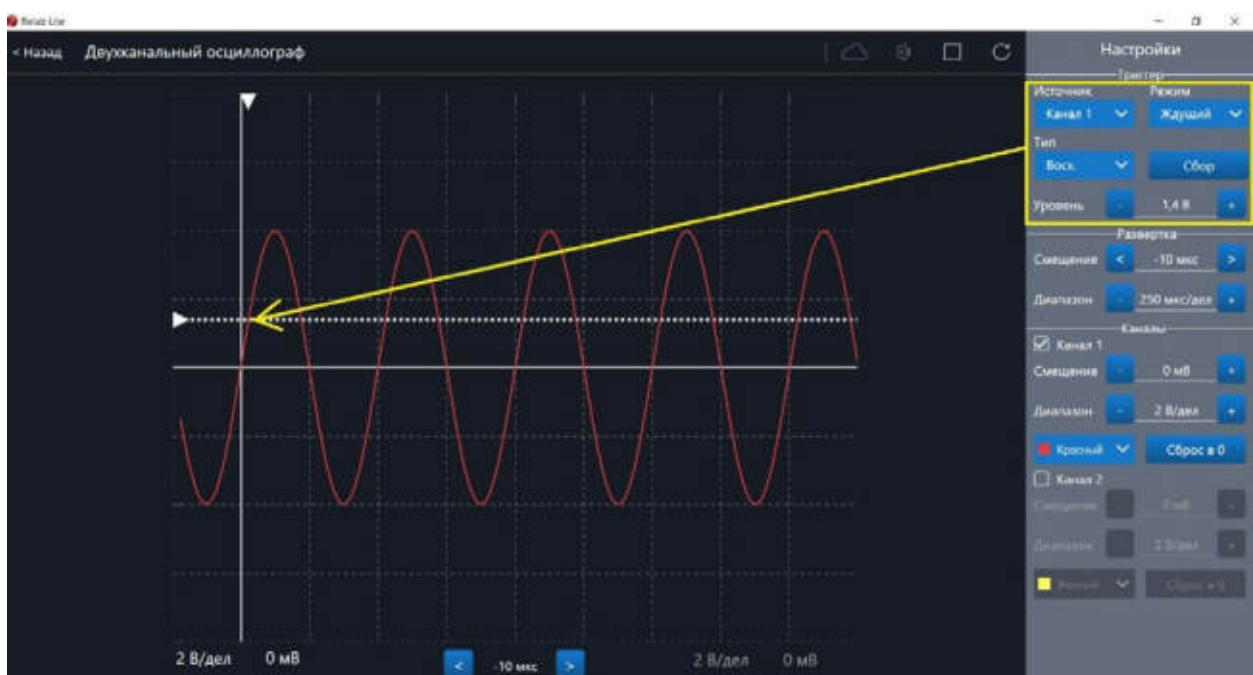 Relab Lite
< Назад Двухканальный осциллограф
Настройки
Триггер
Источник Режим
Канал 1 Ждущий
Тип
Восх. Сбор
Уровень - 1,4 В +
Развертка
Смещение < -10 мкс >
Диапазон - 250 мкс/дел +
Каналы
Канал 1
Смещение - 0 мВ +
Диапазон - 2 В/дел +
Красный Сброс в 0
Канал 2
Смещение 0 мВ
Диапазон 2 В/дел
Сброс в 0
2 В/дел 0 мВ < -10 мкс > 2 В/дел 0 мВ